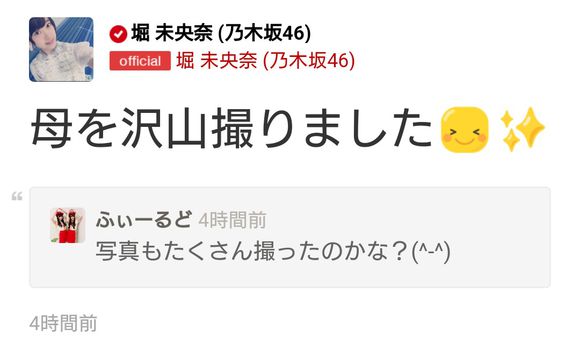 堀 未央奈 (乃木坂46)
official 堀 未央奈 (乃木坂46)
母を沢山撮りました😊✨
“
ふぃーるど 4時間前
写真もたくさん撮ったのかな？(^-^)
4時間前